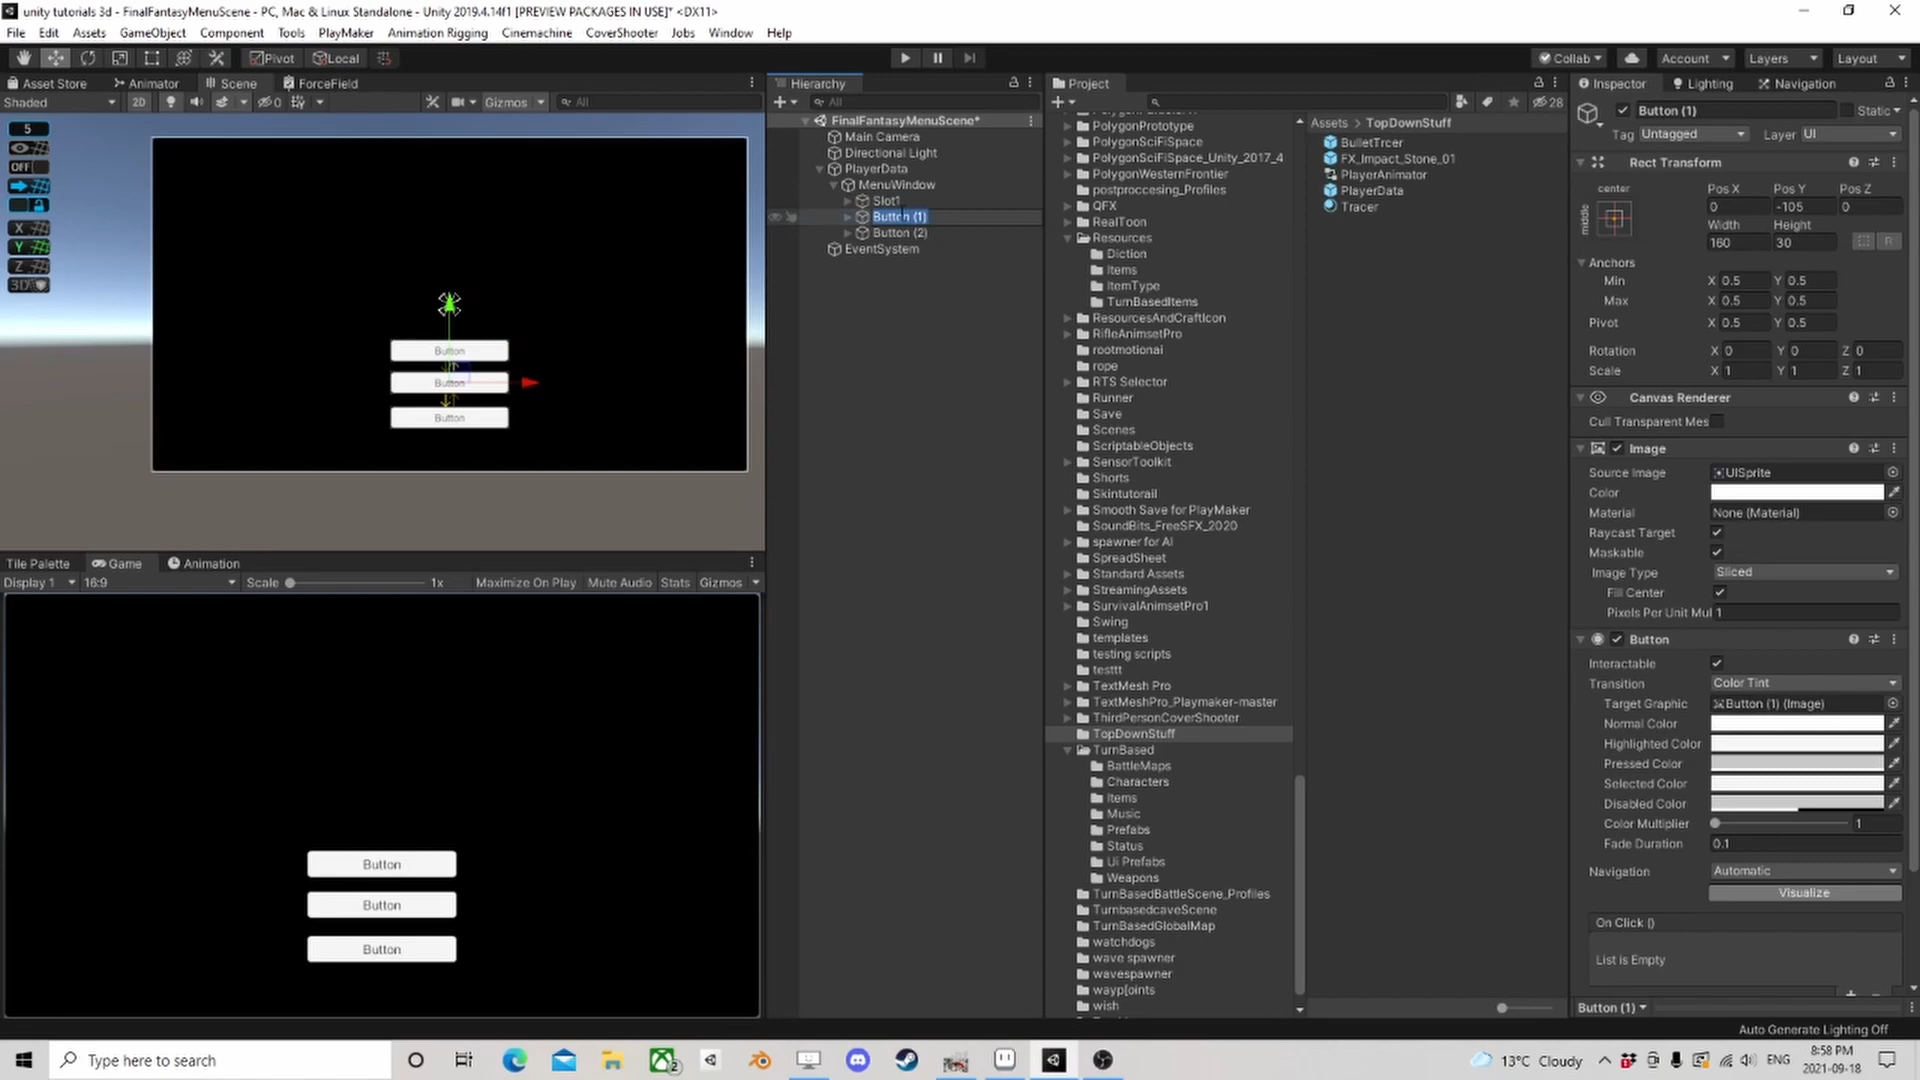 unity tutorials 3d - FinalFantasyMenuScene - PC, Mac & Linux Standalone - Unity 2019.4.14f1 [PREVIEW PACKAGES IN USE]* <DX11>
File Edit Assets GameObject Component Tools PlayMaker Animation Rigging Cinemachine CoverShooter Jobs Window Help
Pivot Local Collab Account Layers Layout
Asset Store Animator Scene ForceField
Shaded 2D 0 Gizmos All
5
OFF
X
Y
Z
3D
Button
Button
Button
Tile Palette Game Animation
Display 1 16:9 Scale 1x Maximize On Play Mute Audio Stats Gizmos
Button
Button
Button
Hierarchy
All
FinalFantasyMenuScene*
Main Camera
Directional Light
PlayerData
MenuWindow
Slot1
Button (1)
Button (2)
EventSystem
Project
28
PolygonPrototype
PolygonSciFiSpace
PolygonSciFiSpace_Unity_2017_4
PolygonWesternFrontier
postproccesing_Profiles
QFX
RealToon
Resources
Diction
Items
ItemType
TurnBasedItems
ResourcesAndCraftIcon
RifleAnimsetPro
rootmotionai
rope
RTS Selector
Runner
Save
Scenes
ScriptableObjects
SensorToolkit
Shorts
Skintutorail
Smooth Save for PlayMaker
SoundBits_FreeSFX_2020
spawner for AI
SpreadSheet
Standard Assets
StreamingAssets
SurvivalAnimsetPro1
Swing
templates
testing scripts
testtt
TextMesh Pro
TextMeshPro_Playmaker-master
ThirdPersonCoverShooter
TopDownStuff
TurnBased
BattleMaps
Characters
Items
Music
Prefabs
Status
Ui Prefabs
Weapons
TurnBasedBattleScene_Profiles
TurnbasedcaveScene
TurnBasedGlobalMap
watchdogs
wave spawner
wavespawner
wayp[oints
wish
Assets > TopDownStuff
BulletTrcer
FX_Impact_Stone_01
PlayerAnimator
PlayerData
Tracer
Inspector Lighting Navigation
Button (1) Static
Tag Untagged Layer UI
Rect Transform
center Pos X Pos Y Pos Z
middle 0 -105 0
Width Height
160 30 R
Anchors
Min X 0.5 Y 0.5
Max X 0.5 Y 0.5
Pivot X 0.5 Y 0.5
Rotation X 0 Y 0 Z 0
Scale X 1 Y 1 Z 1
Canvas Renderer
Cull Transparent Mes
Image
Source Image UISprite
Color
Material None (Material)
Raycast Target
Maskable
Image Type Sliced
Fill Center
Pixels Per Unit Mul 1
Button
Interactable
Transition Color Tint
Target Graphic Button (1) (Image)
Normal Color
Highlighted Color
Pressed Color
Selected Color
Disabled Color
Color Multiplier 1
Fade Duration 0.1
Navigation Automatic
Visualize
On Click ()
List is Empty
Button (1)
Auto Generate Lighting Off
Type here to search
2
13°C Cloudy
ENG
8:58 PM
2021-09-18